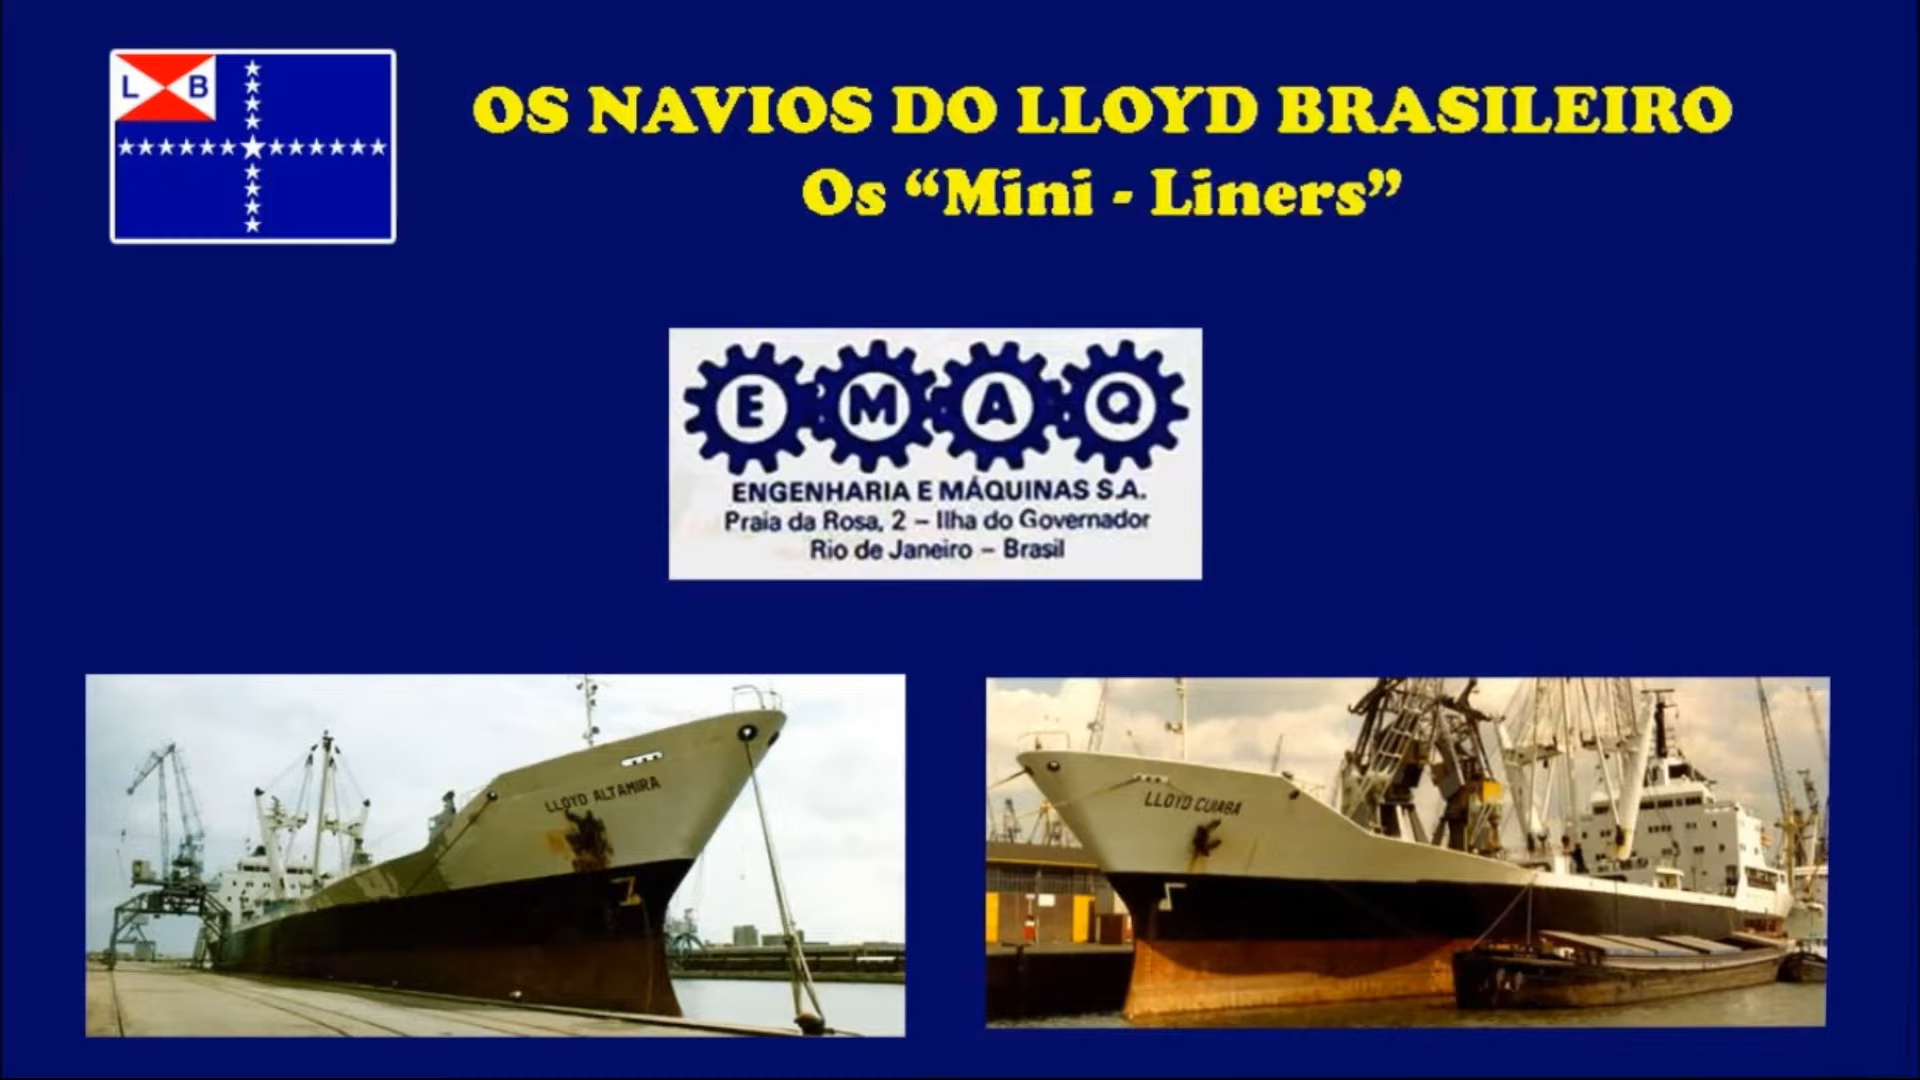 L B
OS NAVIOS DO LLOYD BRASILEIRO
Os “Mini - Liners”
E M A Q
ENGENHARIA E MÁQUINAS S.A.
Praia da Rosa, 2 – Ilha do Governador
Rio de Janeiro – Brasil
LLOYD ALTAMIRA
LLOYD CUIABÁ